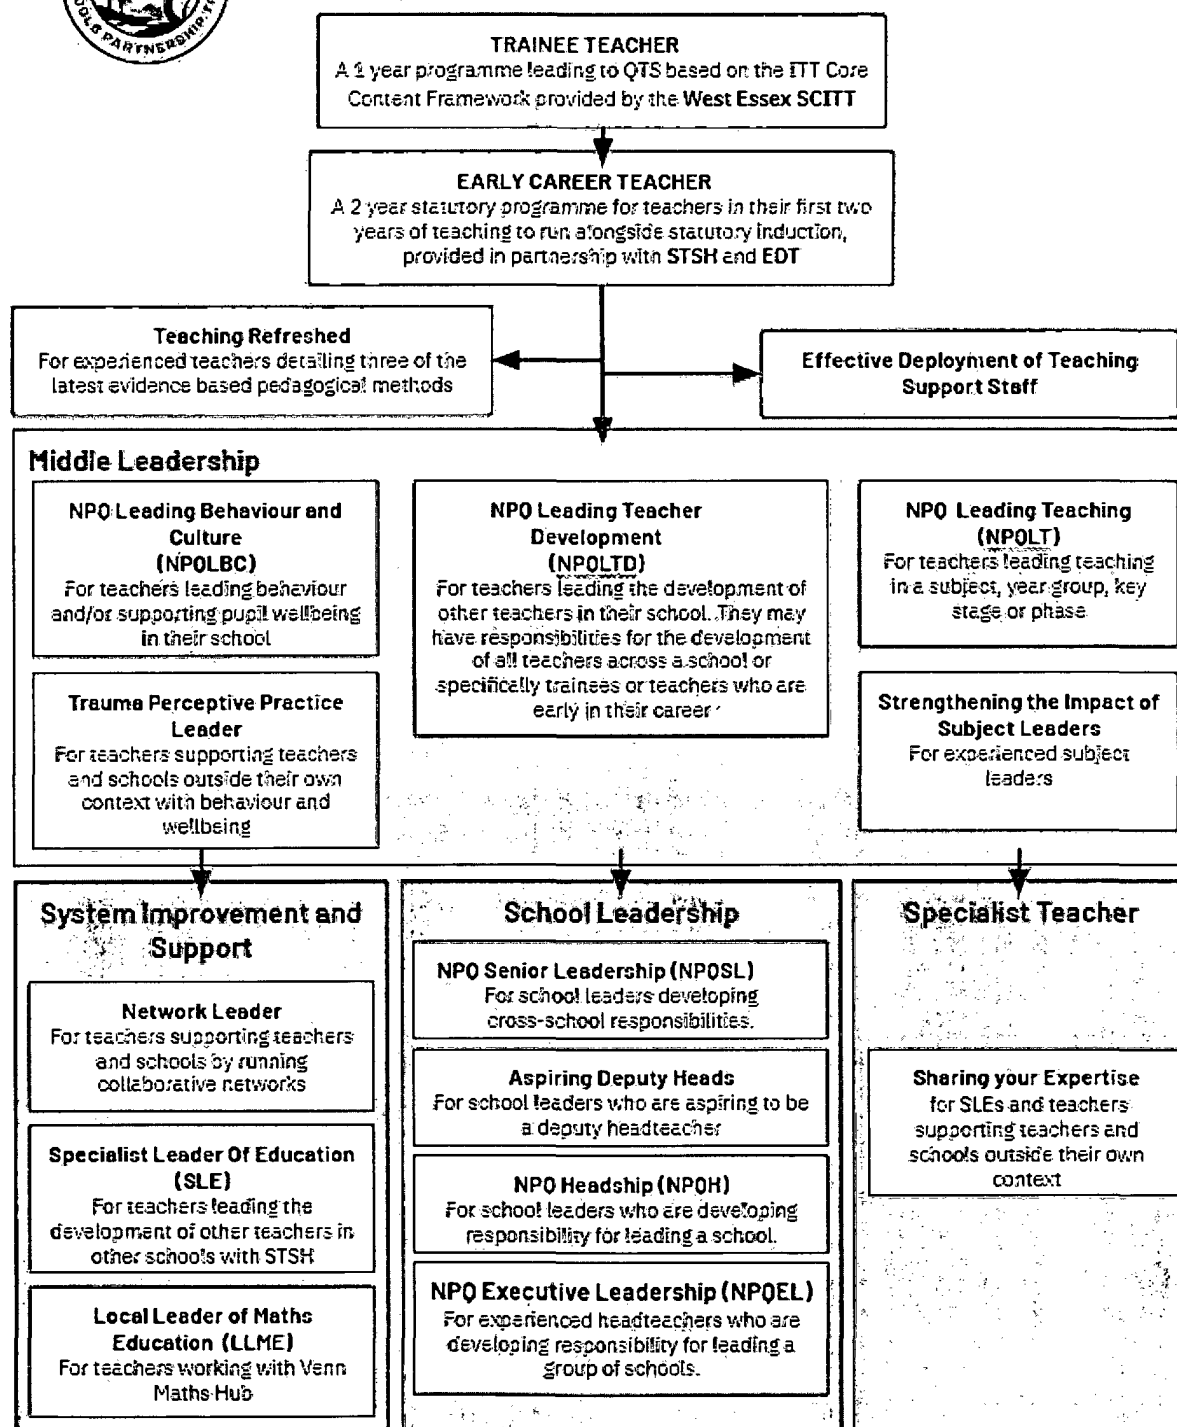 OOLS PARTNERSHIP T
TRAINEE TEACHER
A 1 year programme leading to QTS based on the ITT Core
Content Framework provided by the West Essex SCITT
EARLY CAREER TEACHER
A 2 year statutory programme for teachers in their first two
years of teaching to run alongside statutory induction,
provided in partnership with STSH and EDT
Teaching Refreshed
For experienced teachers detailing three of the
latest evidence based pedagogical methods
Effective Deployment of Teaching
Support Staff
Middle Leadership
NPQ Leading Behaviour and
Culture
(NPQLBC)
For teachers leading behaviour
and/or supporting pupil wellbeing
in their school
NPQ Leading Teacher
Development
(NPQLTD)
For teachers leading the development of
other teachers in their school. They may
have responsibilities for the development
of all teachers across a school or
specifically trainees or teachers who are
early in their career
NPQ Leading Teaching
(NPQLT)
For teachers leading teaching
in a subject, year group, key
stage or phase
Trauma Perceptive Practice
Leader
For teachers supporting teachers
and schools outside their own
context with behaviour and
wellbeing
Strengthening the Impact of
Subject Leaders
For experienced subject
leaders
System Improvement and
Support
Network Leader
For teachers supporting teachers
and schools by running
collaborative networks
Specialist Leader Of Education
(SLE)
For teachers leading the
development of other teachers in
other schools with STSH
Local Leader of Maths
Education (LLME)
For teachers working with Venn
Maths Hub
School Leadership
NPQ Senior Leadership (NPQSL)
For school leaders developing
cross-school responsibilities.
Aspiring Deputy Heads
For school leaders who are aspiring to be
a deputy headteacher
NPQ Headship (NPQH)
For school leaders who are developing
responsibility for leading a school.
NPQ Executive Leadership (NPQEL)
For experienced headteachers who are
developing responsibility for leading a
group of schools.
Specialist Teacher
Sharing your Expertise
for SLEs and teachers
supporting teachers and
schools outside their own
context